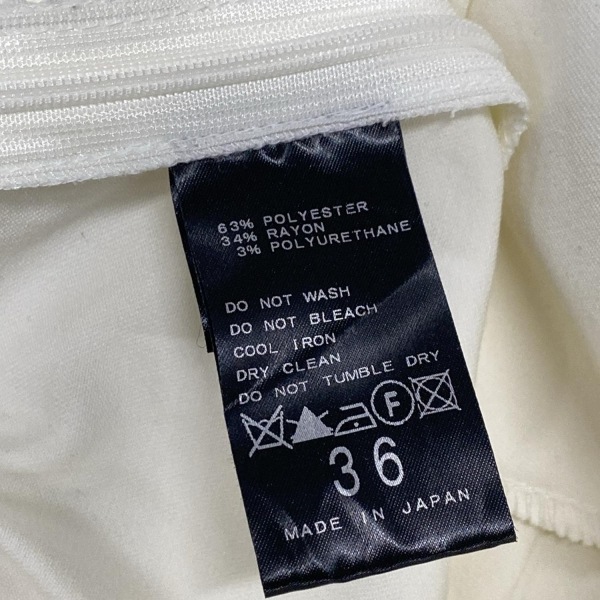 63% POLYESTER
34% RAYON
3% POLYURETHANE
DO NOT WASH
DO NOT BLEACH
COOL IRON
DRY CLEAN
DO NOT TUMBLE DRY
F
36
MADE IN JAPAN